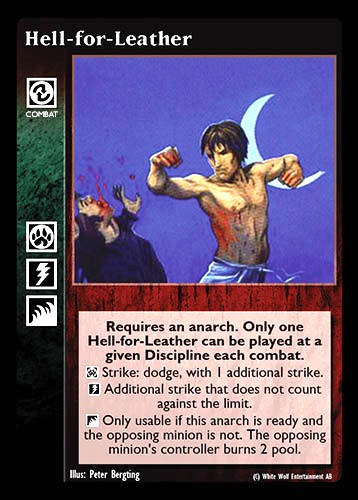 Hell-for-Leather
COMBAT
Requires an anarch. Only one
Hell-for-Leather can be played at a
given Discipline each combat.
Strike: dodge, with 1 additional strike.
Additional strike that does not count
against the limit.
Only usable if this anarch is ready and
the opposing minion is not. The opposing
minion's controller burns 2 pool.
Illus: Peter Bergting
(C) White Wolf Entertainment AB